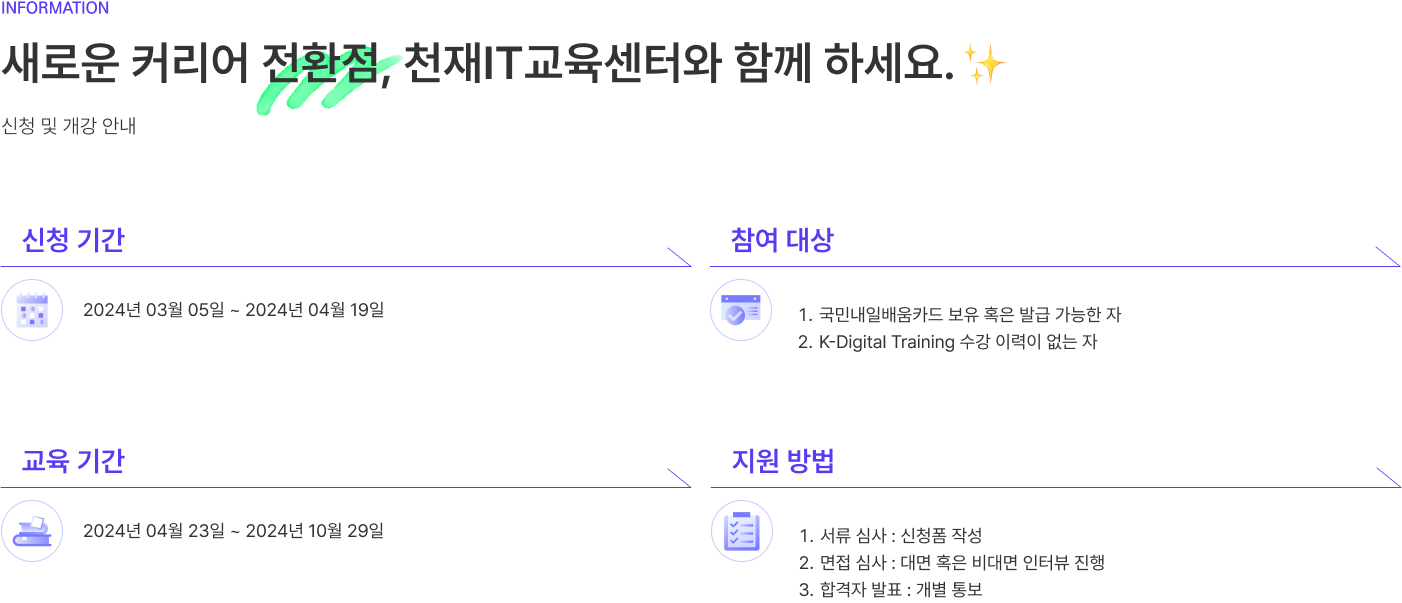 INFORMATION
새로운 커리어 전환점, 천재IT교육센터와 함께 하세요.
신청 및 개강 안내
신청 기간
2024년 03월 05일 ~ 2024년 04월 19일
참여 대상
1. 국민내일배움카드 보유 혹은 발급 가능한 자
2. K-Digital Training 수강 이력이 없는 자
교육 기간
2024년 04월 23일 ~ 2024년 10월 29일
지원 방법
1. 서류 심사 : 신청폼 작성
2. 면접 심사 : 대면 혹은 비대면 인터뷰 진행
3. 합격자 발표 : 개별 통보